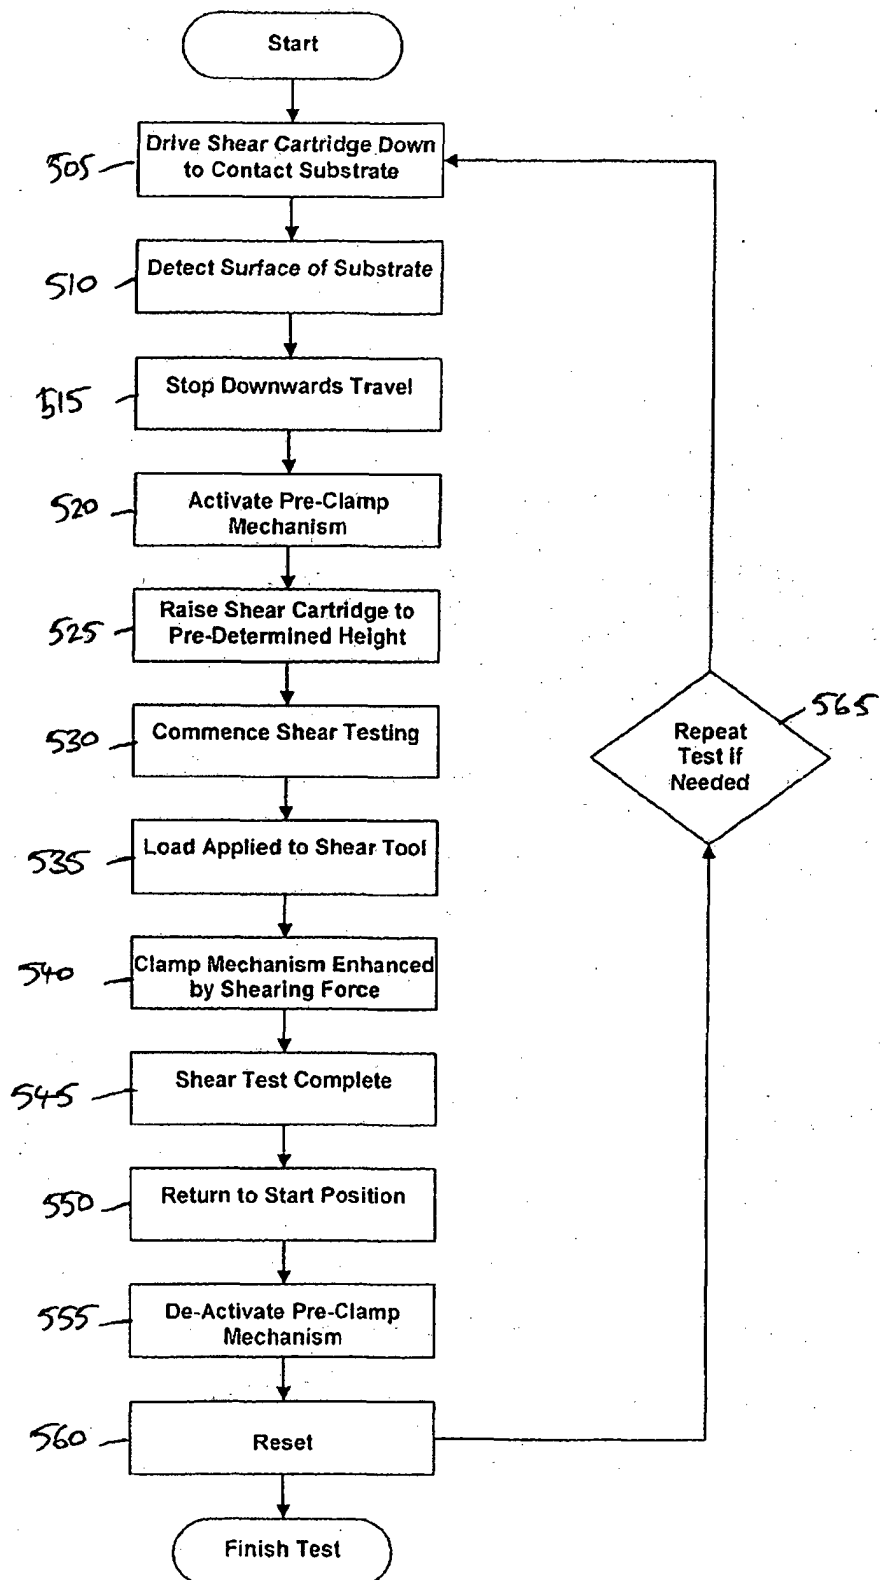 Start
505
Drive Shear Cartridge Down
to Contact Substrate
510
Detect Surface of Substrate
515
Stop Downwards Travel
520
Activate Pre-Clamp
Mechanism
525
Raise Shear Cartridge to
Pre-Determined Height
530
Commence Shear Testing
535
Load Applied to Shear Tool
540
Clamp Mechanism Enhanced
by Shearing Force
545
Shear Test Complete
550
Return to Start Position
555
De-Activate Pre-Clamp
Mechanism
560
Reset
Finish Test
565
Repeat
Test if
Needed